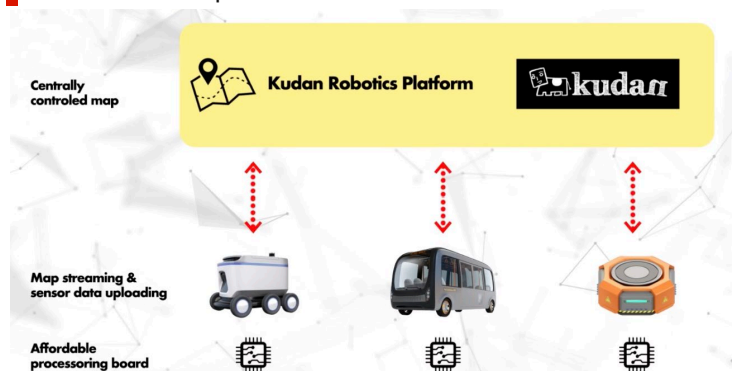 Centrally
controled map
Kudan Robotics Platform
kudan
Map streaming &
sensor data uploading
Affordable
processoring board